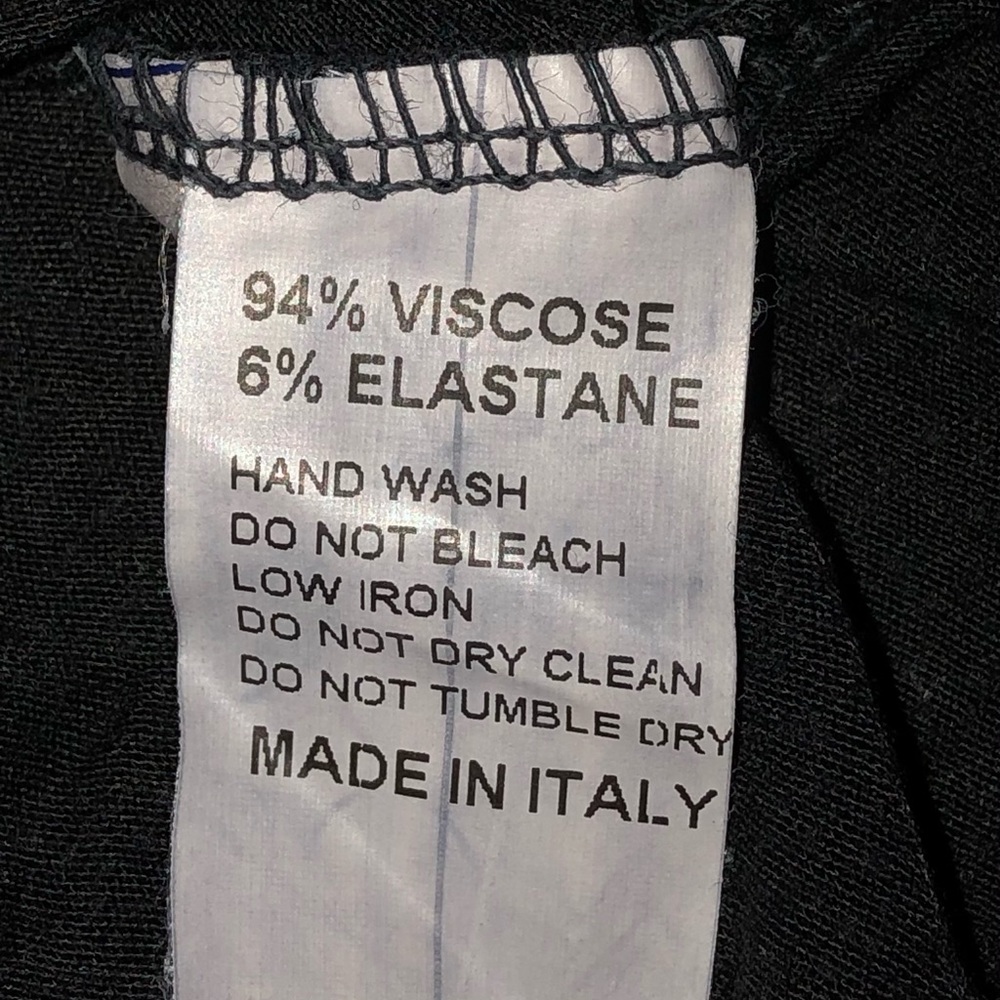 94% VISCOSE
6% ELASTANE
HAND WASH
DO NOT BLEACH
LOW IRON
DO NOT DRY CLEAN
DO NOT TUMBLE DRY
MADE IN ITALY